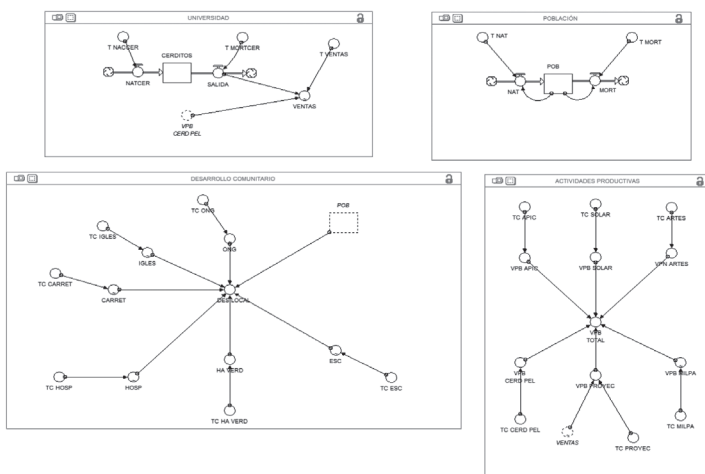 UNIVERSIDAD
T NACCER
CERDITOS
T MORTCER
T VENTAS
NATCER
SALIDA
VENTAS
VPB
CERD PEL
POBLACIÓN
T NAT
T MORT
POB
NAT
MORT
DESARROLLO COMUNITARIO
TC ONG
POB
TC IGLES
ONG
IGLES
TC CARRET
CARRET
DES LOCAL
HA VERD
ESC
TC HOSP
HOSP
TC ESC
TC HA VERD
ACTIVIDADES PRODUCTIVAS
TC APIC
TC SOLAR
TC ARTES
VPB APIC
VPB SOLAR
VPN ARTES
VPB
TOTAL
VPB
CERD PEL
VPB PROYEC
VPB MILPA
TC CERD PEL
VENTAS
TC PROYEC
TC MILPA